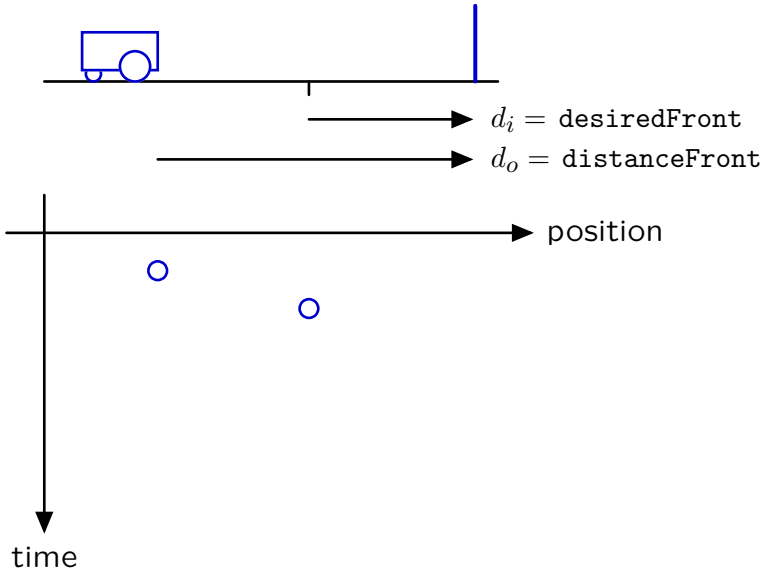 d_i = desiredFront
d_o = distanceFront
position
time